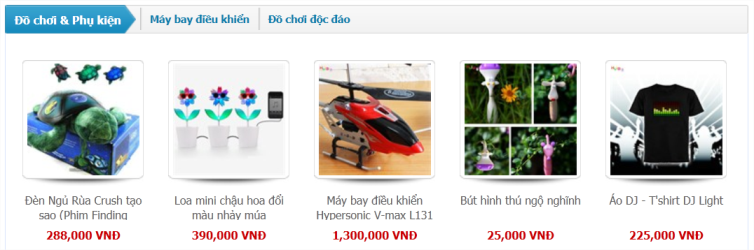 Đồ chơi & Phụ kiện
Máy bay điều khiển
Đồ chơi độc đáo
Đèn Ngủ Rùa Crush tạo
sao (Phim Finding
288,000 VNĐ
Loa mini chậu hoa đổi
màu nhảy múa
390,000 VNĐ
Máy bay điều khiển
Hypersonic V-max L131
1,300,000 VNĐ
Bút hình thú ngộ nghĩnh
25,000 VNĐ
Áo DJ - T'shirt DJ Light
225,000 VNĐ